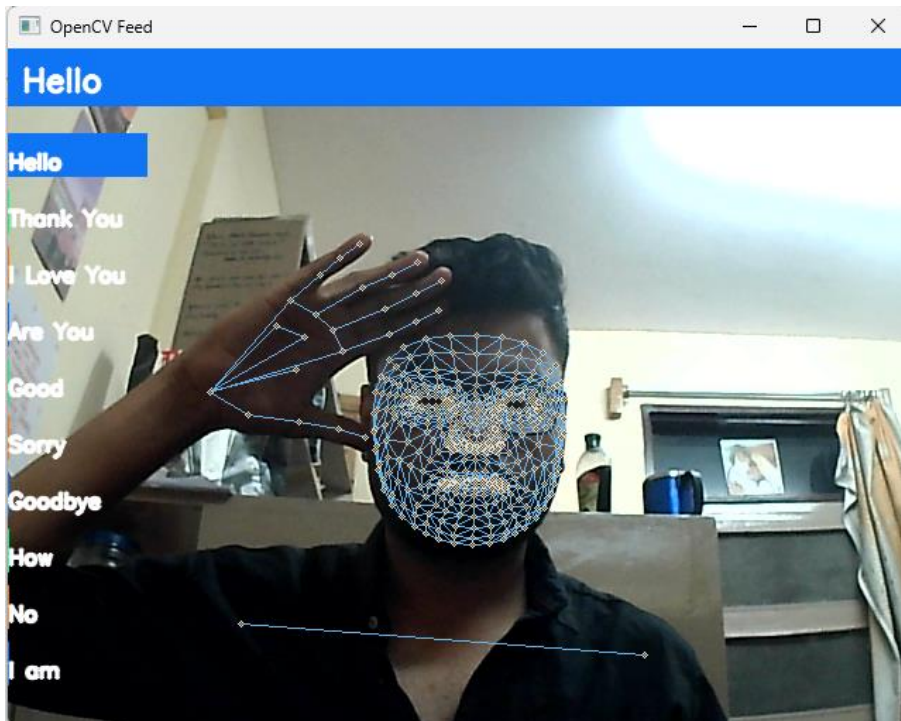 OpenCV Feed
Hello
Hello
Thank You
I Love You
Are You
Good
Sorry
Goodbye
How
No
I am